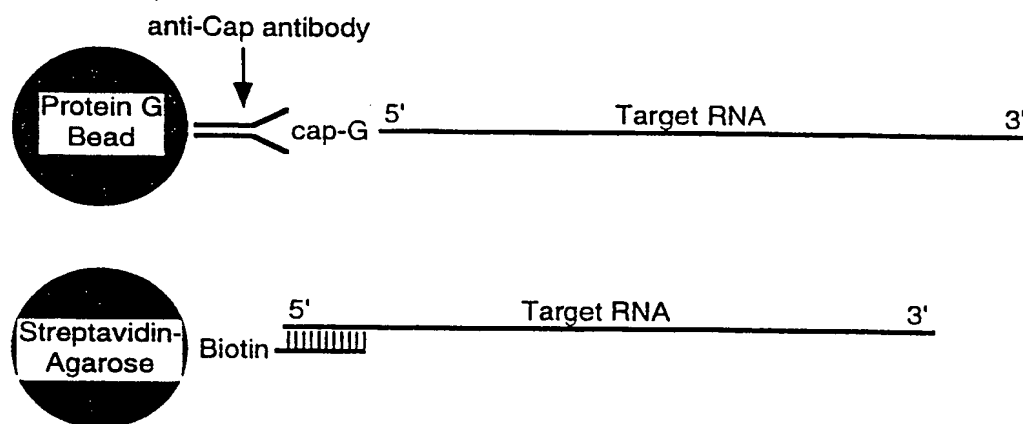 anti-Cap antibody
Protein G
Bead
cap-G
5'
Target RNA
3'
Streptavidin-
Agarose
Biotin
5'
Target RNA
3'